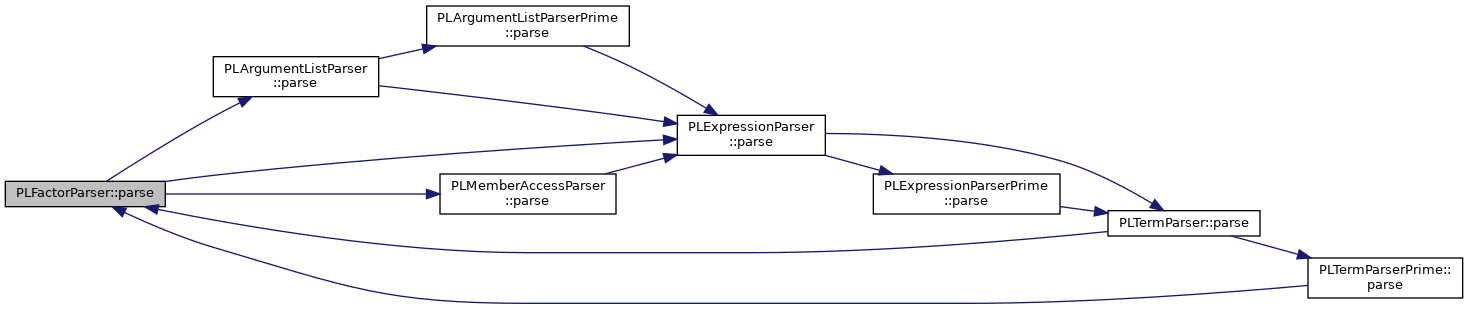 PLArgumentListParserPrime
::parse
PLArgumentListParser
::parse
PLExpressionParser
::parse
PLFactorParser::parse
PLMemberAccessParser
::parse
PLExpressionParserPrime
::parse
PLTermParser::parse
PLTermParserPrime::
parse